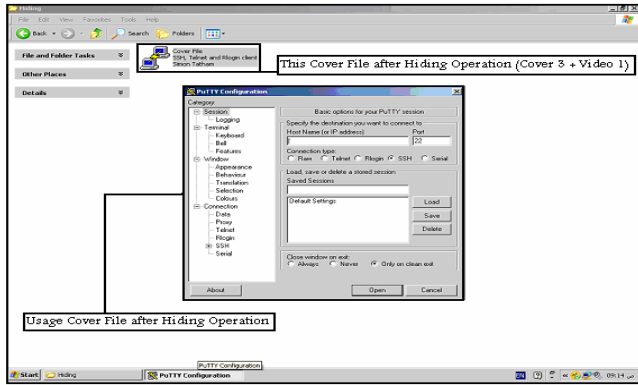 Hiding
File Edit View Favorites Tools Help
Back Search Folders
File and Folder Tasks
Other Places
Details
Cover File
SSH, Telnet and Rlogin client
Simon Tatham
This Cover File after Hiding Operation (Cover 3 + Video 1)
PuTTY Configuration
Category:
Session
Logging
Terminal
Keyboard
Bell
Features
Window
Appearance
Behaviour
Translation
Selection
Colours
Connection
Data
Proxy
Telnet
Rlogin
SSH
Serial
Basic options for your PuTTY session
Specify the destination you want to connect to
Host Name (or IP address) Port
22
Connection type:
Raw Telnet Rlogin SSH Serial
Load, save or delete a stored session
Saved Sessions
Default Settings
Load
Save
Delete
Close window on exit:
Always Never Only on clean exit
About Open Cancel
Usage Cover File after Hiding Operation
PuTTY Configuration
Start Hiding PuTTY Configuration EN 09:14 ص